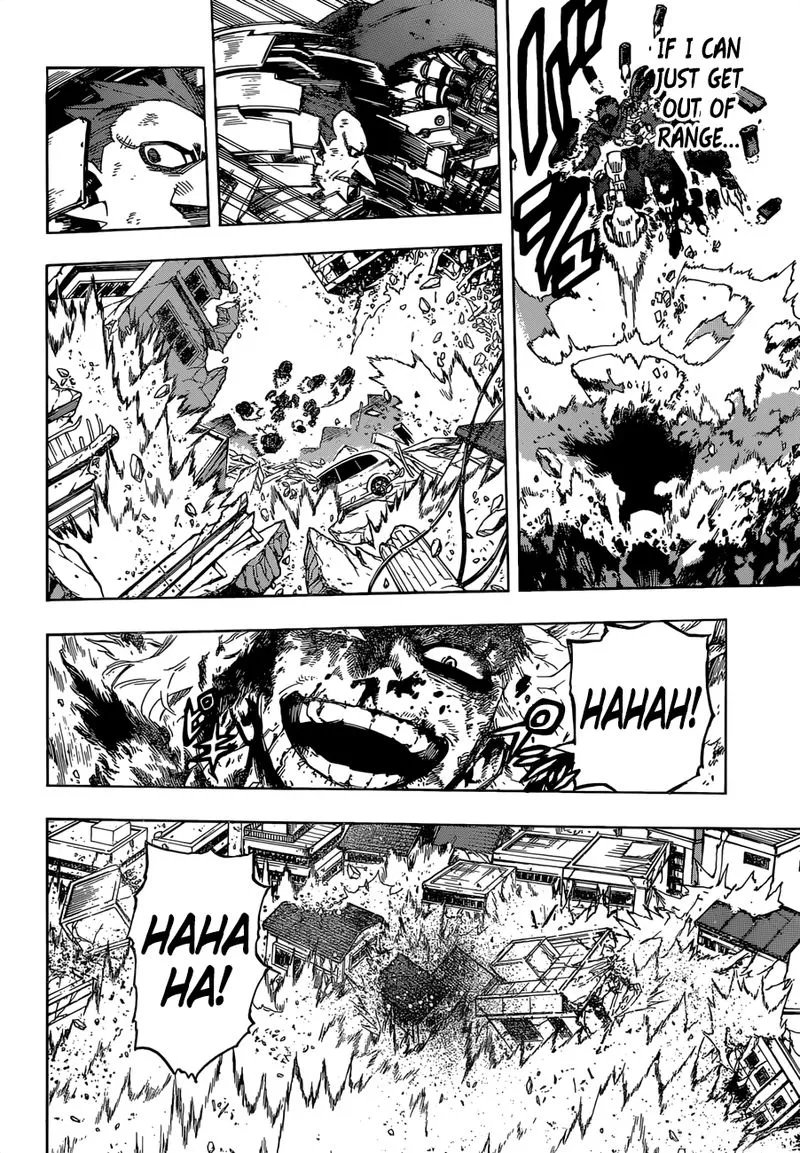 IF I CAN
JUST GET
OUT OF
RANGE...
HAHAH!
HAHA
HA!